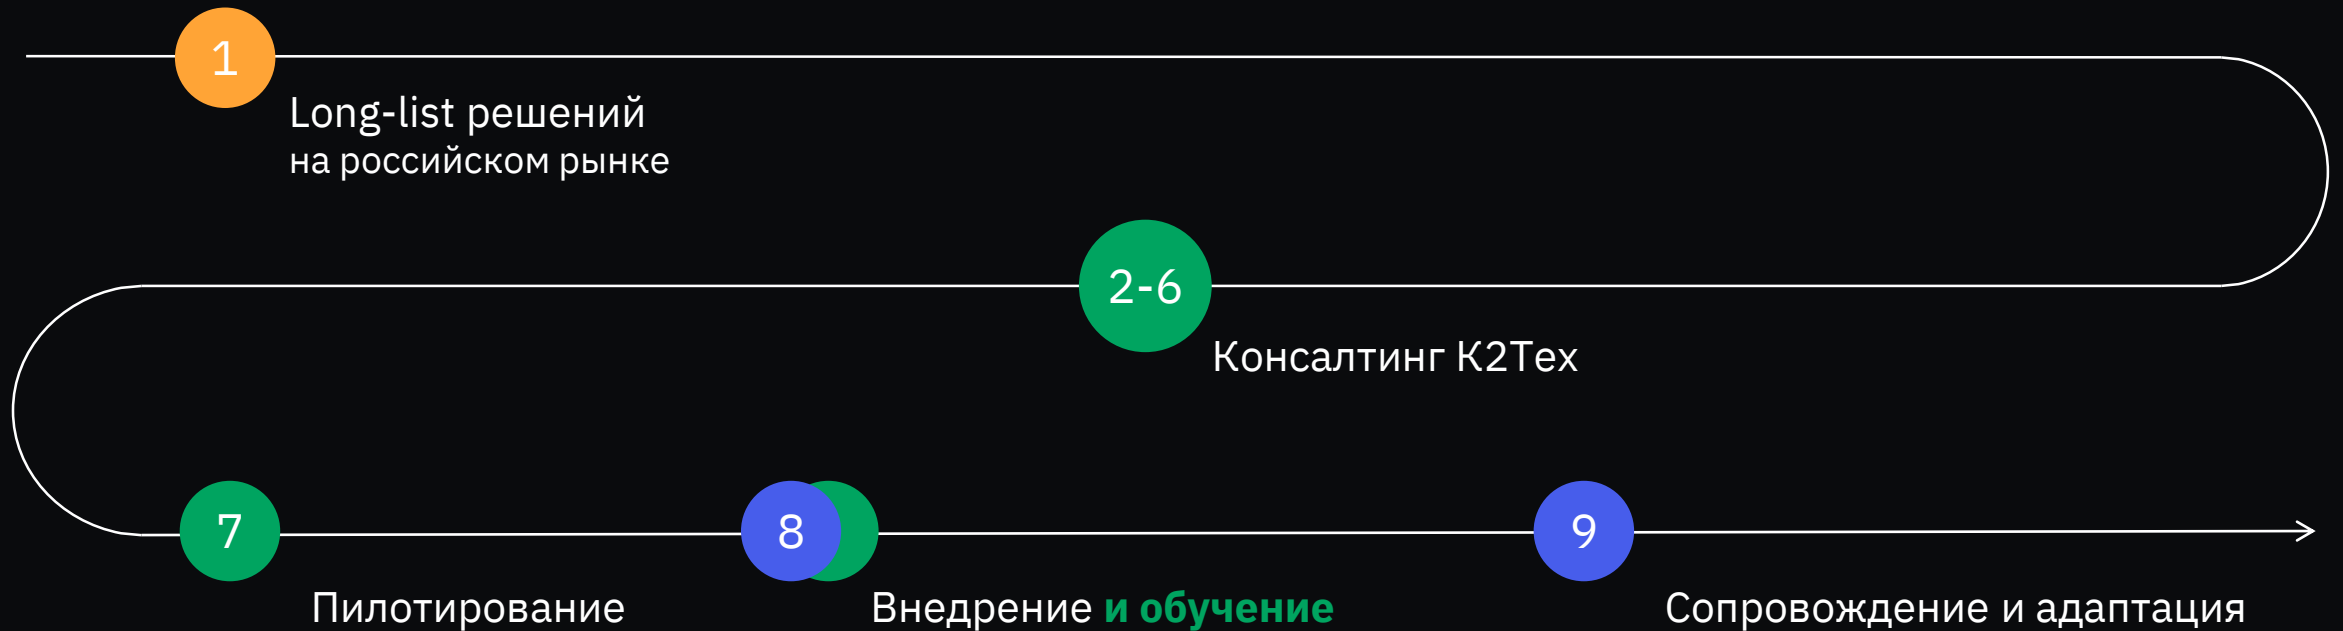 1
Long-list решений
на российском рынке
2-6
Консалтинг К2Тех
7
8
9
Пилотирование
Внедрение и обучение
Сопровождение и адаптация